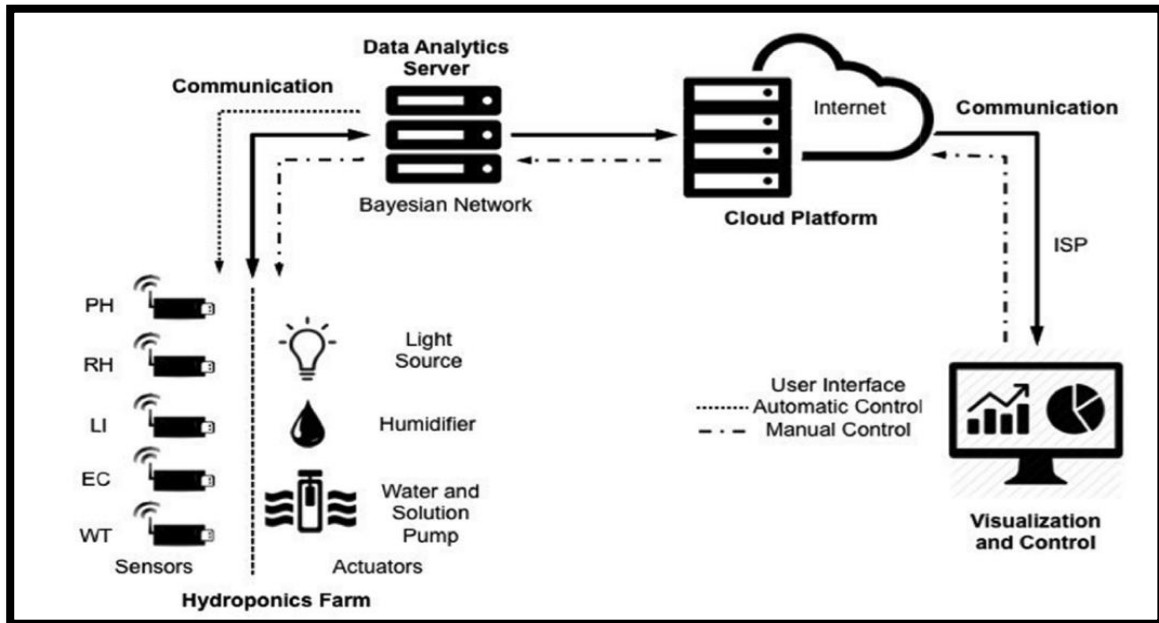 Data Analytics
Server
Communication
Bayesian Network
Internet
Communication
Cloud Platform
ISP
PH
RH
LI
EC
WT
Sensors
Light
Source
Humidifier
Water and
Solution
Pump
Actuators
Hydroponics Farm
User Interface
Automatic Control
Manual Control
Visualization
and Control